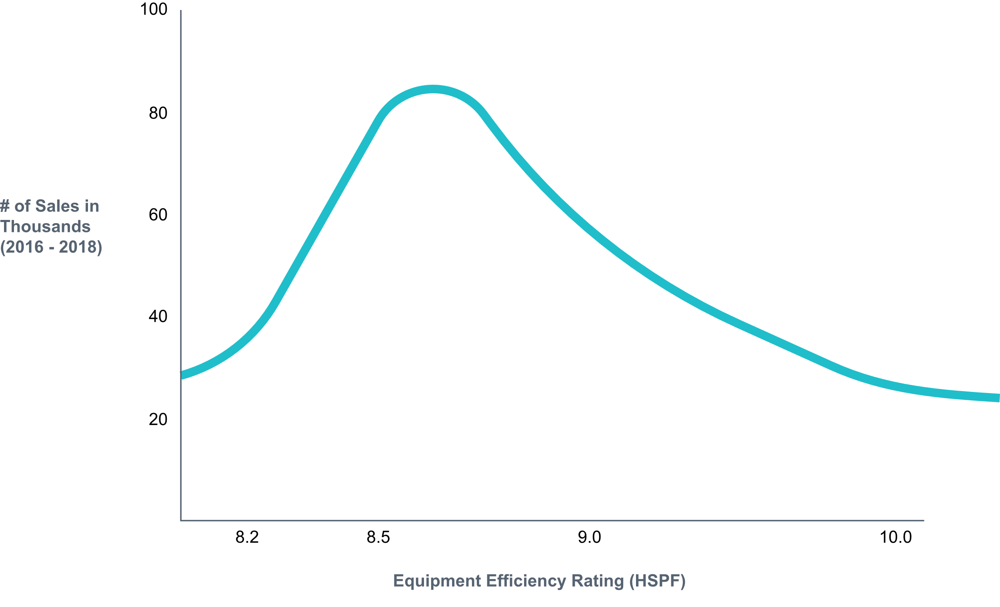 100
80
60
40
20
# of Sales in
Thousands
(2016 - 2018)
8.2 8.5 9.0 10.0
Equipment Efficiency Rating (HSPF)